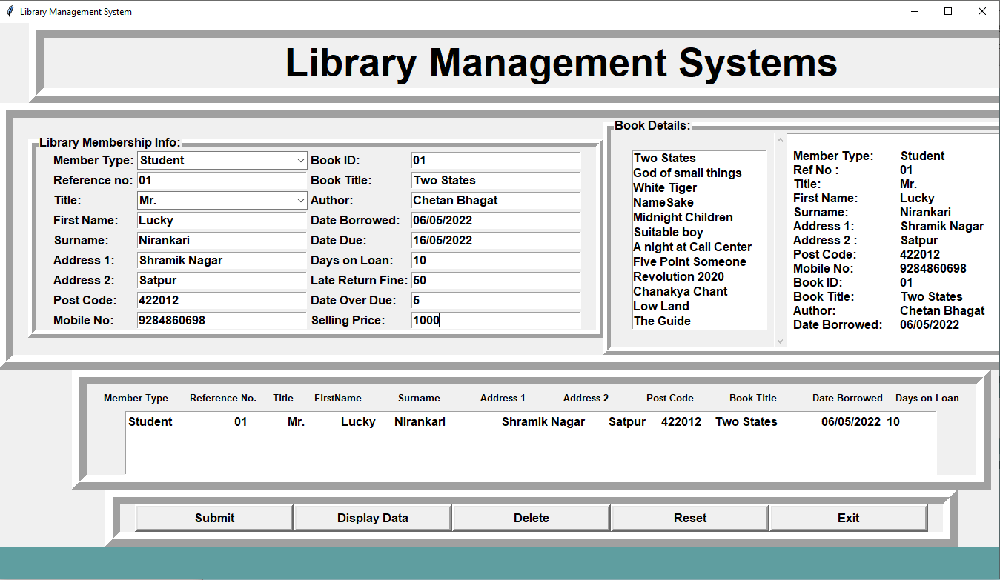 Library Management System
Library Management Systems
Library Membership Info:
Member Type: Student Book ID: 01
Reference no: 01 Book Title: Two States
Title: Mr. Author: Chetan Bhagat
First Name: Lucky Date Borrowed: 06/05/2022
Surname: Nirankari Date Due: 16/05/2022
Address 1: Shramik Nagar Days on Loan: 10
Address 2: Satpur Late Return Fine: 50
Post Code: 422012 Date Over Due: 5
Mobile No: 9284860698 Selling Price: 1000
Book Details:
Two States
God of small things
White Tiger
NameSake
Midnight Children
Suitable boy
A night at Call Center
Five Point Someone
Revolution 2020
Chanakya Chant
Low Land
The Guide
Member Type: Student
Ref No : 01
Title: Mr.
First Name: Lucky
Surname: Nirankari
Address 1: Shramik Nagar
Address 2 : Satpur
Post Code: 422012
Mobile No: 9284860698
Book ID: 01
Book Title: Two States
Author: Chetan Bhagat
Date Borrowed: 06/05/2022
Member Type Reference No. Title FirstName Surname Address 1 Address 2 Post Code Book Title Date Borrowed Days on Loan
Student 01 Mr. Lucky Nirankari Shramik Nagar Satpur 422012 Two States 06/05/2022 10
Submit Display Data Delete Reset Exit